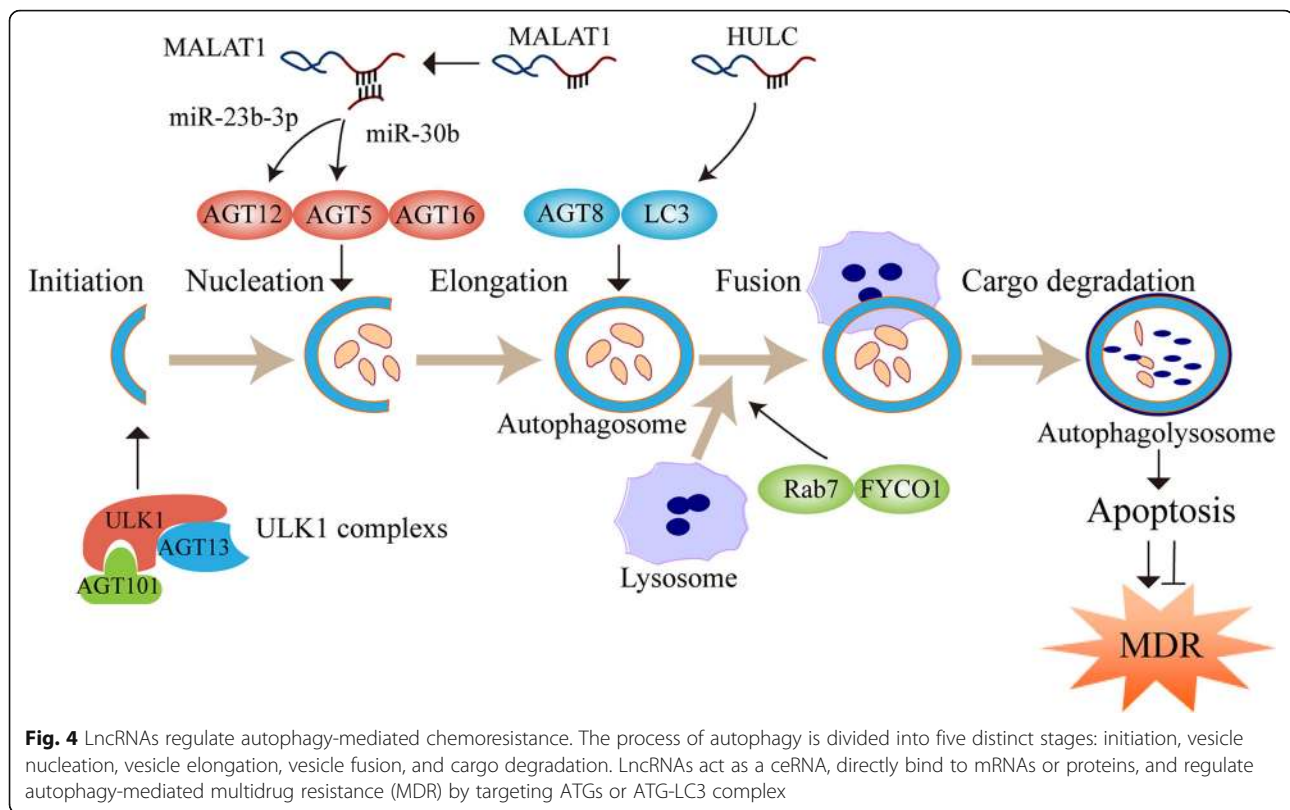 MALAT1
MALAT1
HULC
miR-23b-3p
miR-30b
AGT12 AGT5 AGT16
AGT8 LC3
Initiation Nucleation Elongation Fusion Cargo degradation
Autophagosome
Autophagolysosome
Rab7 FYCO1
Lysosome
ULK1
AGT13
AGT101
ULK1 complexs
Apoptosis
MDR
Fig. 4 LncRNAs regulate autophagy-mediated chemoresistance. The process of autophagy is divided into five distinct stages: initiation, vesicle
nucleation, vesicle elongation, vesicle fusion, and cargo degradation. LncRNAs act as a ceRNA, directly bind to mRNAs or proteins, and regulate
autophagy-mediated multidrug resistance (MDR) by targeting ATGs or ATG-LC3 complex